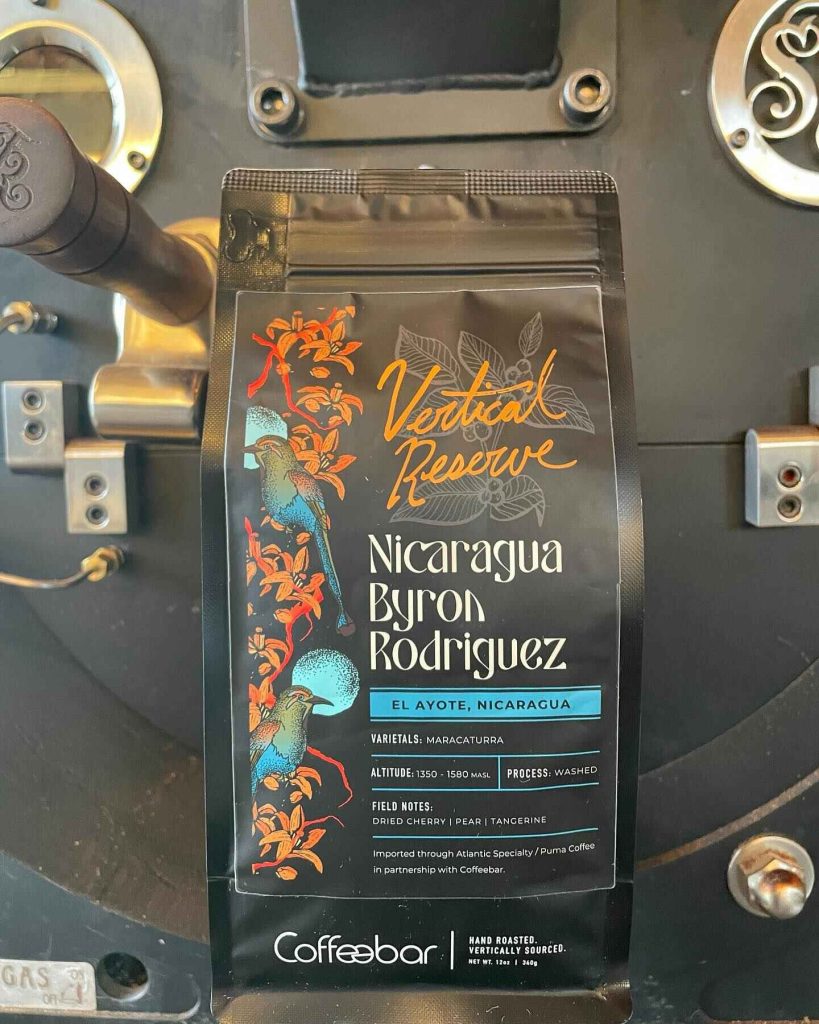 Vertical
Reserve
Nicaragua
Byron
Rodriguez
EL AYOTE, NICARAGUA
VARIETALS: MARACATURRA
ALTITUDE: 1350 - 1580 MASL
PROCESS: WASHED
FIELD NOTES:
DRIED CHERRY | PEAR | TANGERINE
Imported through Atlantic Specialty / Puma Coffee
in partnership with Coffeebar.
Coffeebar
HAND ROASTED.
VERTICALLY SOURCED.
NET WT. 12oz | 340g
GAS
ON
OFF